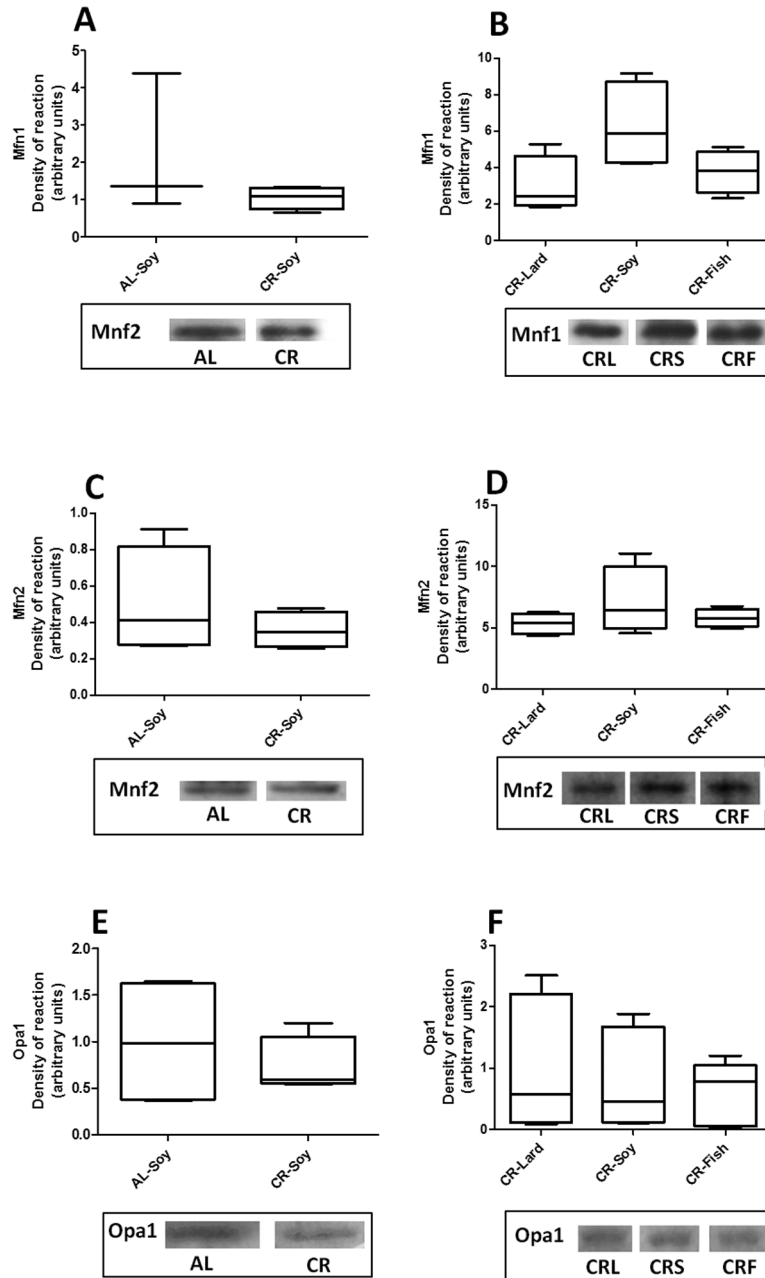 A
Mfn1
Density of reaction
(arbitrary units)
5
4
3
2
1
0
AL-Soy
CR-Soy
Mnf2
AL
CR
B
Mfn1
Density of reaction
(arbitrary units)
10
8
6
4
2
0
CR-Lard
CR-Soy
CR-Fish
Mnf1
CRL
CRS
CRF
C
Mfn2
Density of reaction
(arbitrary units)
1.0
0.8
0.6
0.4
0.2
0.0
AL-Soy
CR-Soy
Mnf2
AL
CR
D
Mfn2
Density of reaction
(arbitrary units)
15
10
5
0
CR-Lard
CR-Soy
CR-Fish
Mnf2
CRL
CRS
CRF
E
Opa1
Density of reaction
(arbitrary units)
2.0
1.5
1.0
0.5
0.0
AL-Soy
CR-Soy
Opa1
AL
CR
F
Opa1
Density of reaction
(arbitrary units)
3
2
1
0
CR-Lard
CR-Soy
CR-Fish
Opa1
CRL
CRS
CRF